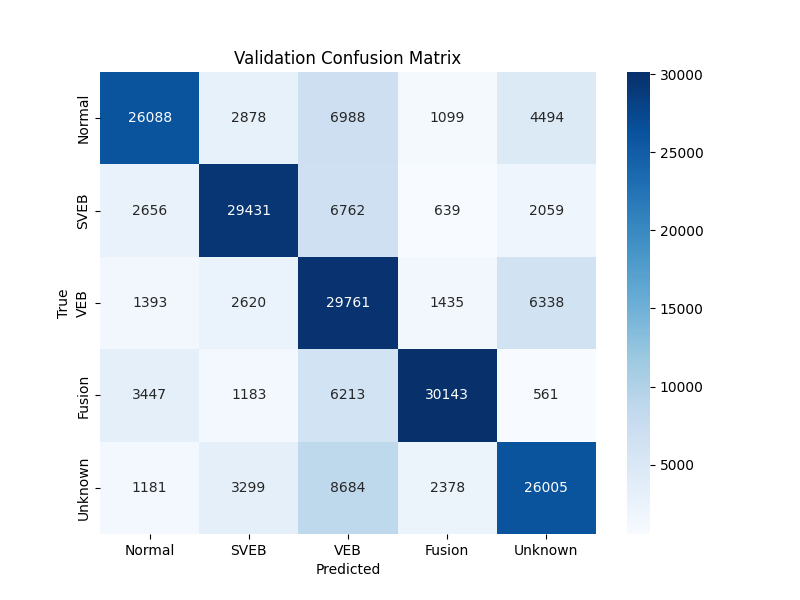 Validation Confusion Matrix
Normal 26088 2878 6988 1099 4494
SVEB 2656 29431 6762 639 2059
VEB 1393 2620 29761 1435 6338
Fusion 3447 1183 6213 30143 561
Unknown 1181 3299 8684 2378 26005
True
Normal SVEB VEB Fusion Unknown
Predicted
30000
25000
20000
15000
10000
5000